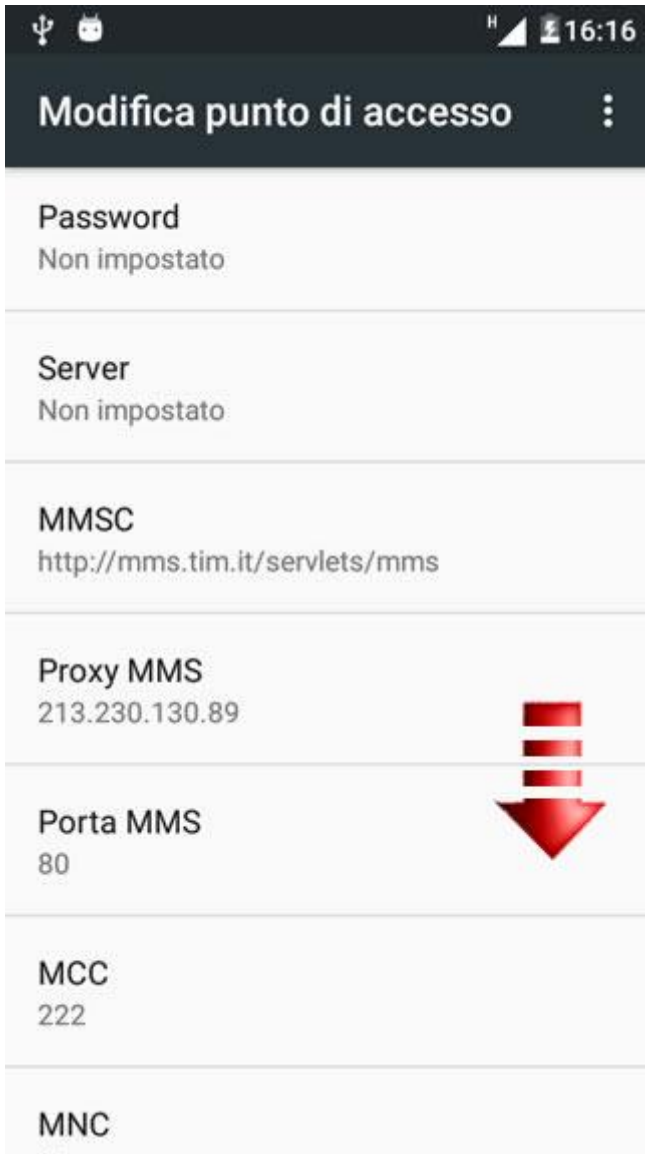 H 16:16
Modifica punto di accesso
Password
Non impostato
Server
Non impostato
MMSC
http://mms.tim.it/servlets/mms
Proxy MMS
213.230.130.89
Porta MMS
80
MCC
222
MNC